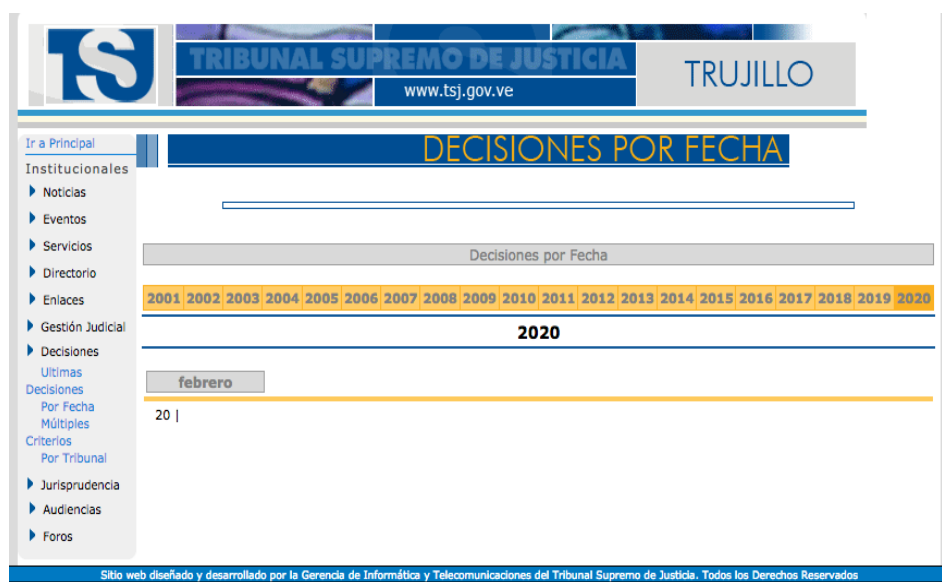 TSJ
TRIBUNAL SUPREMO DE JUSTICIA
www.tsj.gov.ve
TRUJILLO
Ir a Principal
Institucionales
Noticias
Eventos
Servicios
Directorio
Enlaces
Gestión Judicial
Decisiones
Ultimas
Decisiones
Por Fecha
Múltiples
Criterios
Por Tribunal
Jurisprudencia
Audiencias
Foros
DECISIONES POR FECHA
Decisiones por Fecha
2001 2002 2003 2004 2005 2006 2007 2008 2009 2010 2011 2012 2013 2014 2015 2016 2017 2018 2019 2020
2020
febrero
20 |
Sitio web diseñado y desarrollado por la Gerencia de Informática y Telecomunicaciones del Tribunal Supremo de Justicia. Todos los Derechos Reservados